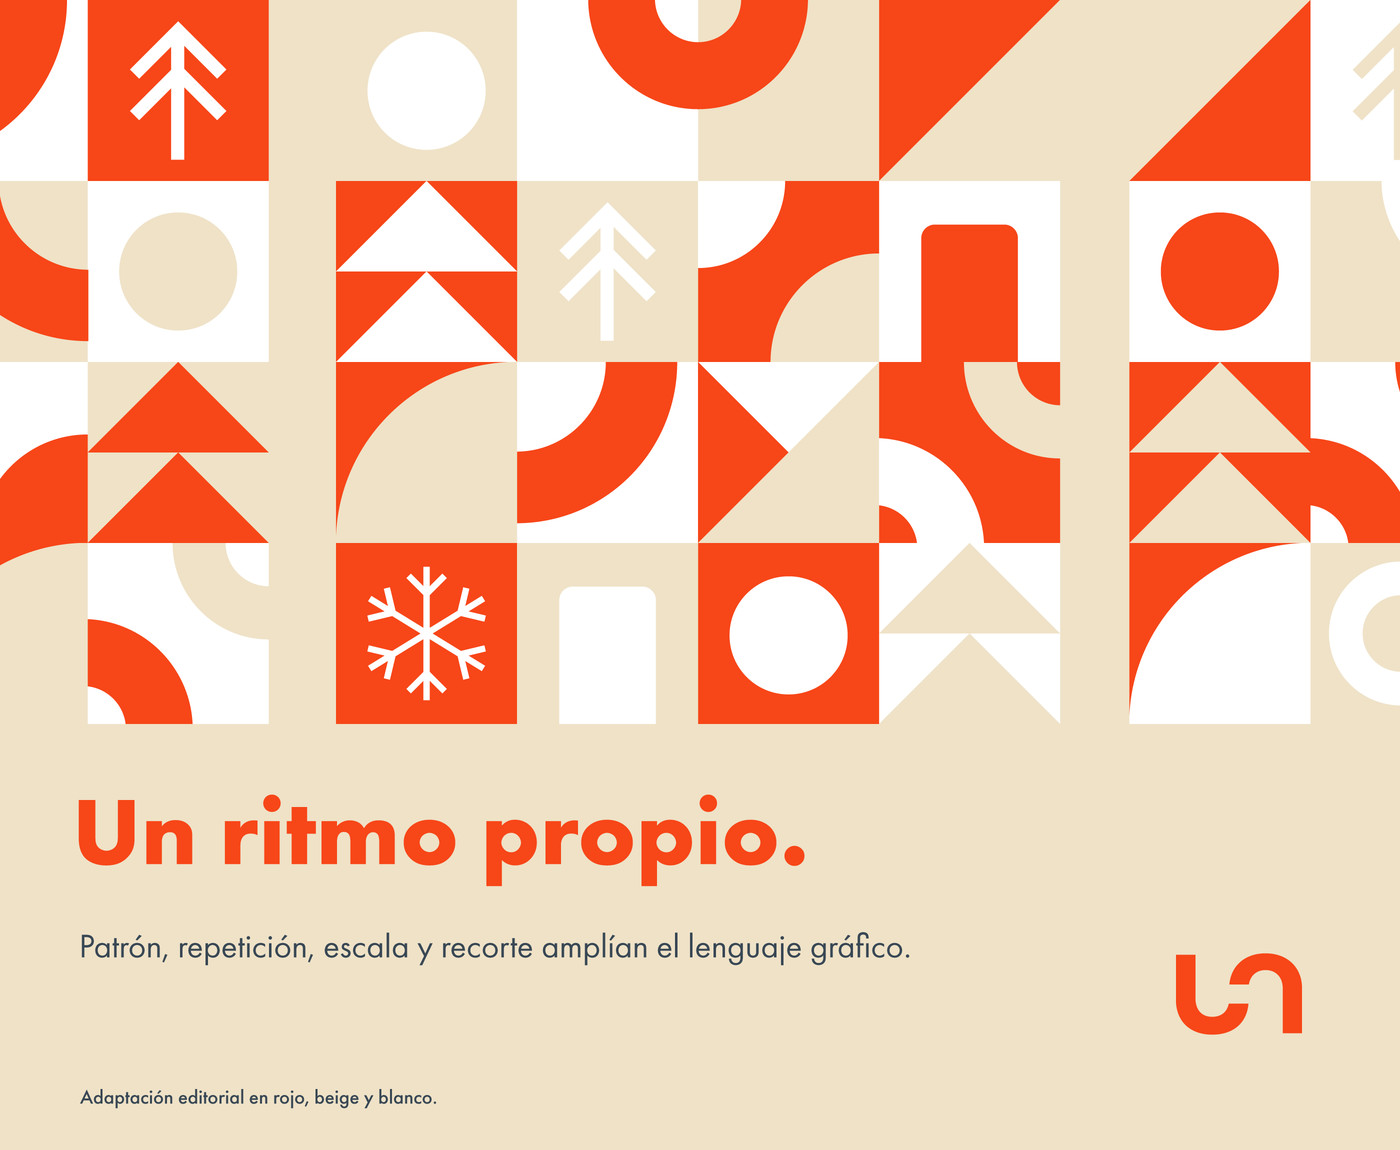 Un ritmo propio.
Patrón, repetición, escala y recorte amplían el lenguaje gráfico.
Adaptación editorial en rojo, beige y blanco.